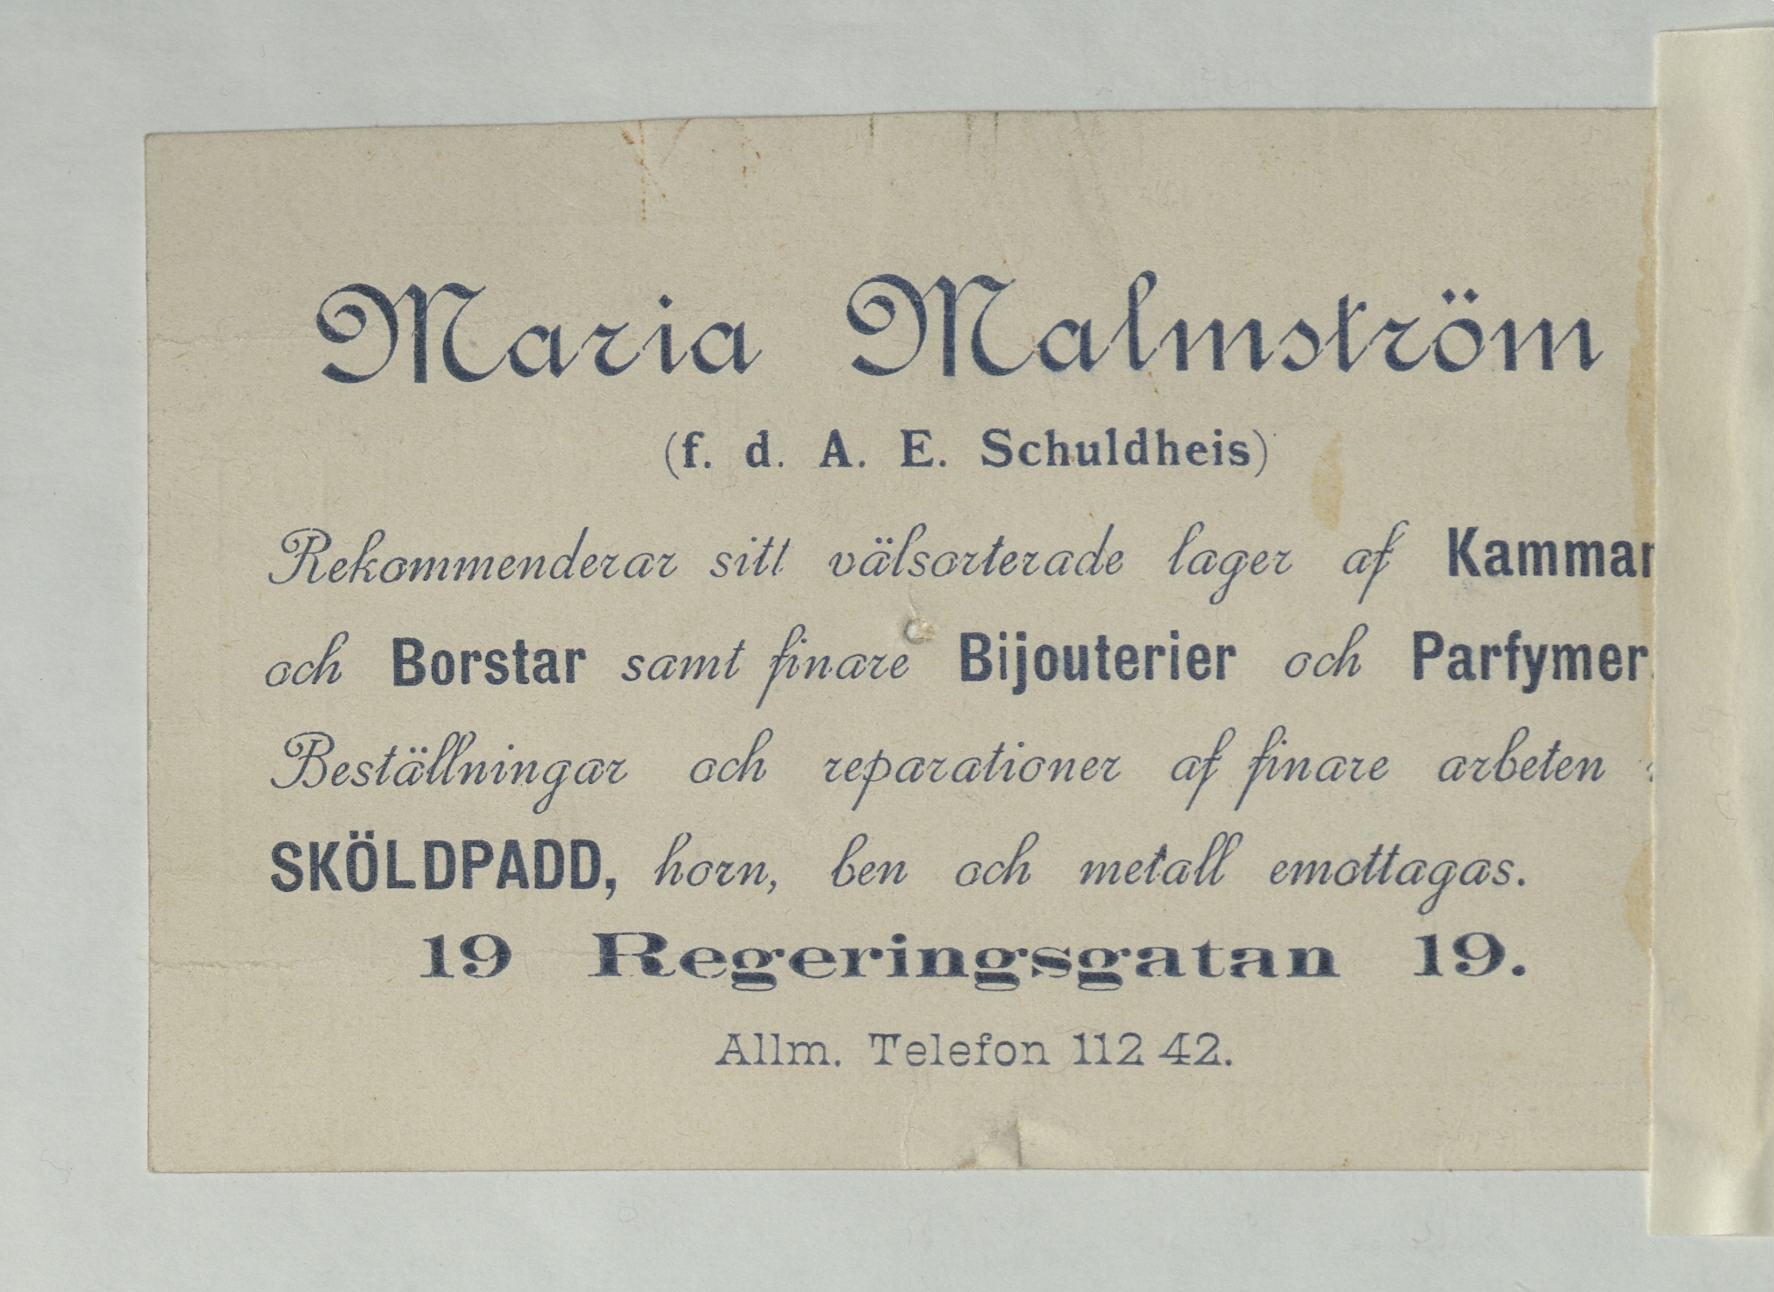 Maria Malmström
(f. d. A. E. Schuldheis)
Rekommenderar sitt välsorterade lager af Kammar
och Borstar samt finare Bijouterier och Parfymer.
Beställningar och reparationer af finare arbeten
SKÖLDPADD, horn, ben och metall emottagas.
19 Regeringsgatan 19.
Allm. Telefon 112 42.